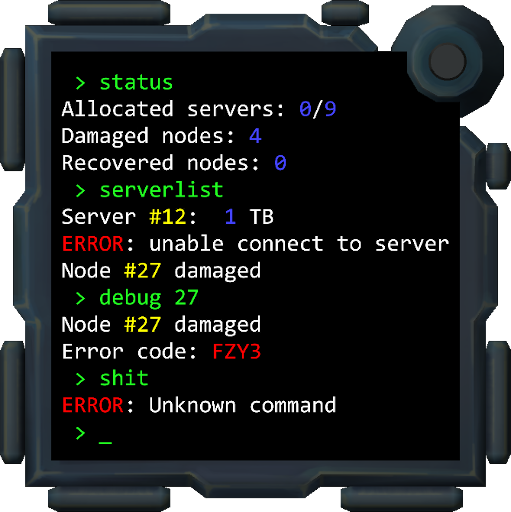 > status
Allocated servers: 0/9
Damaged nodes: 4
Recovered nodes: 0
> serverlist
Server #12:  1 TB
ERROR: unable connect to server
Node #27 damaged
> debug 27
Node #27 damaged
Error code: FZY3
> shit
ERROR: Unknown command
> _